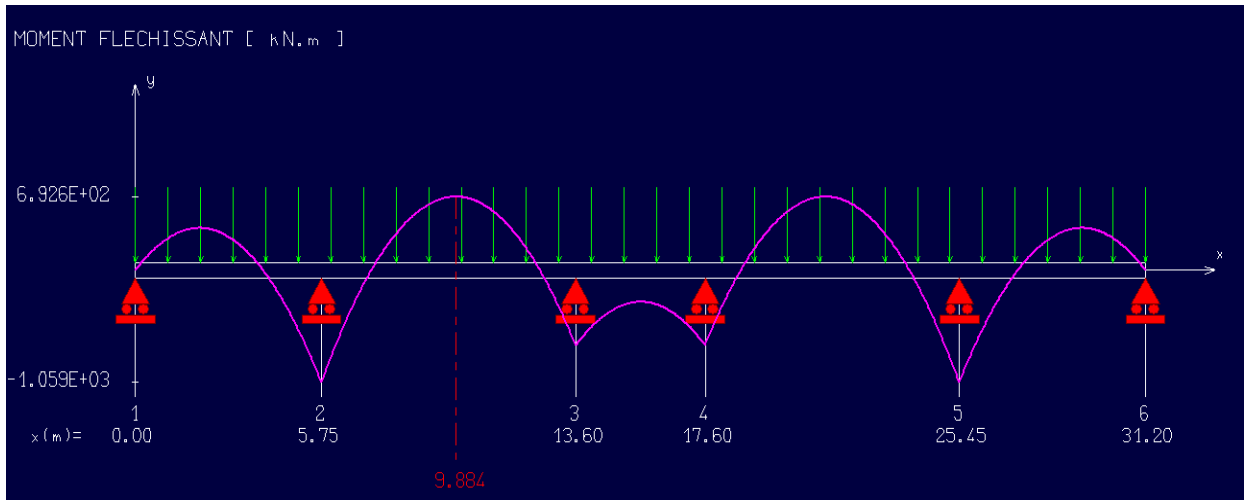 MOMENT FLECHISSANT [ kN.m ]
y
6.926E+02
x
-1.059E+03
1 2 3 4 5 6
x(m)= 0.00 5.75 13.60 17.60 25.45 31.20
9.884